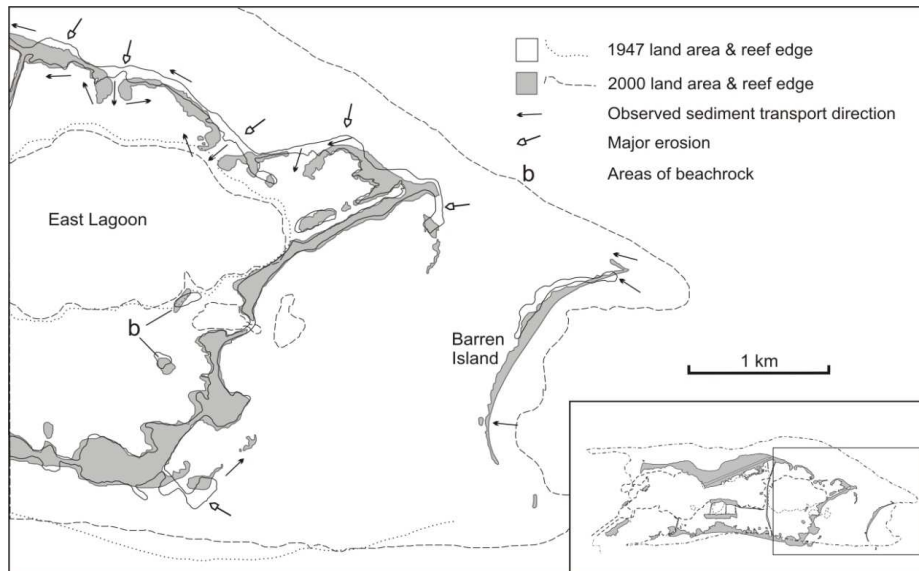 1947 land area & reef edge
2000 land area & reef edge
Observed sediment transport direction
Major erosion
b Areas of beachrock
East Lagoon
b
Barren
Island
1 km